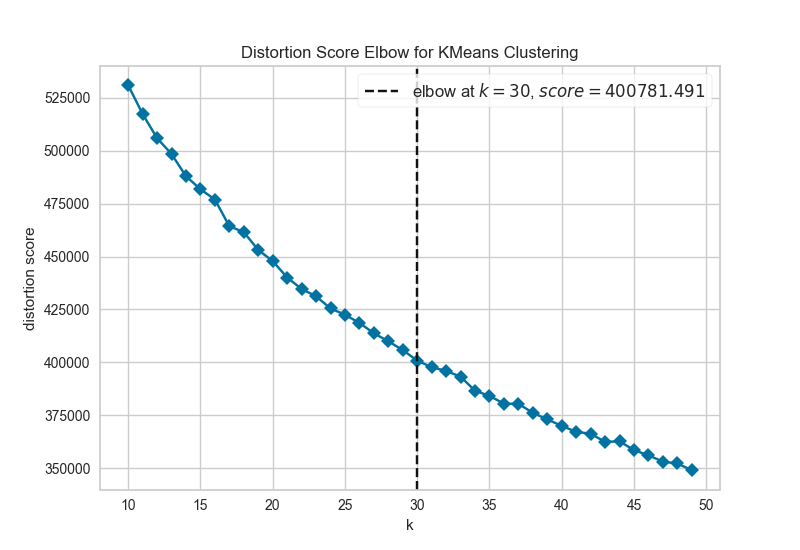 Distortion Score Elbow for KMeans Clustering
elbow at k = 30, score = 400781.491
525000
500000
475000
450000
425000
400000
375000
350000
distortion score
10 15 20 25 30 35 40 45 50
k